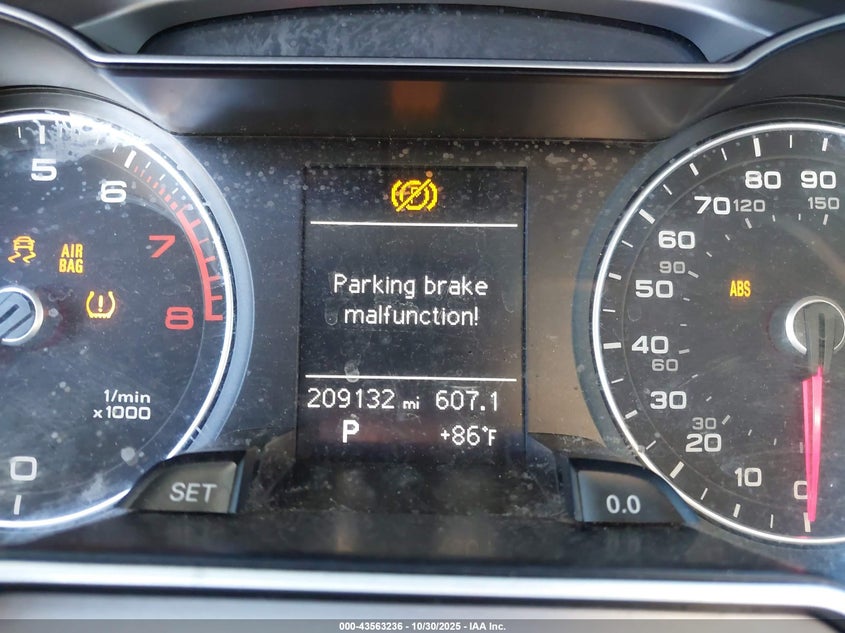 5
6
7
8
AIR
BAG
1/min
x1000
0
SET
Parking brake
malfunction!
209132 mi 607.1
P +86°F
90
80
150
70 120
60
90
50
ABS
40
60
30
30
20
10
0
0.0
000-43563236 - 10/30/2025 - IAA Inc.